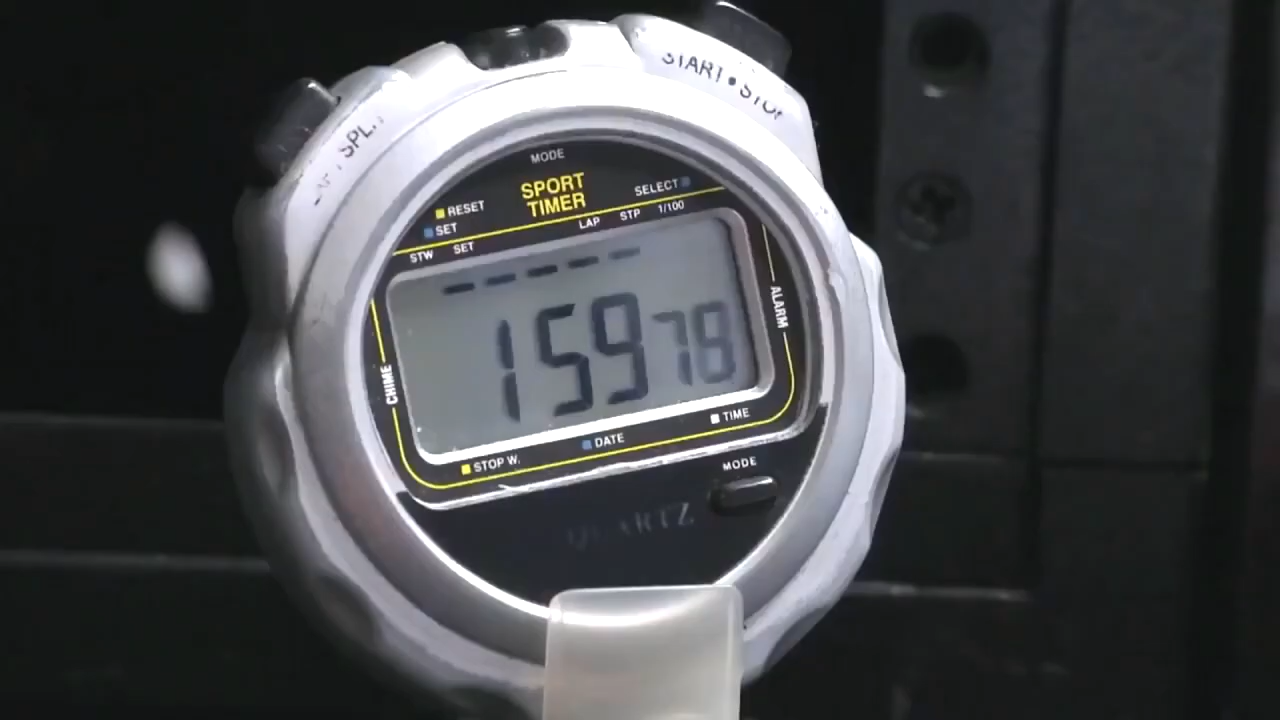 START•STOP
SPLIT
MODE
SPORT
TIMER
SELECT
RESET
SET
STW SET LAP STP 1/100
ALARM
CHIME
159 78
STOP W. DATE TIME
MODE
QUARTZ